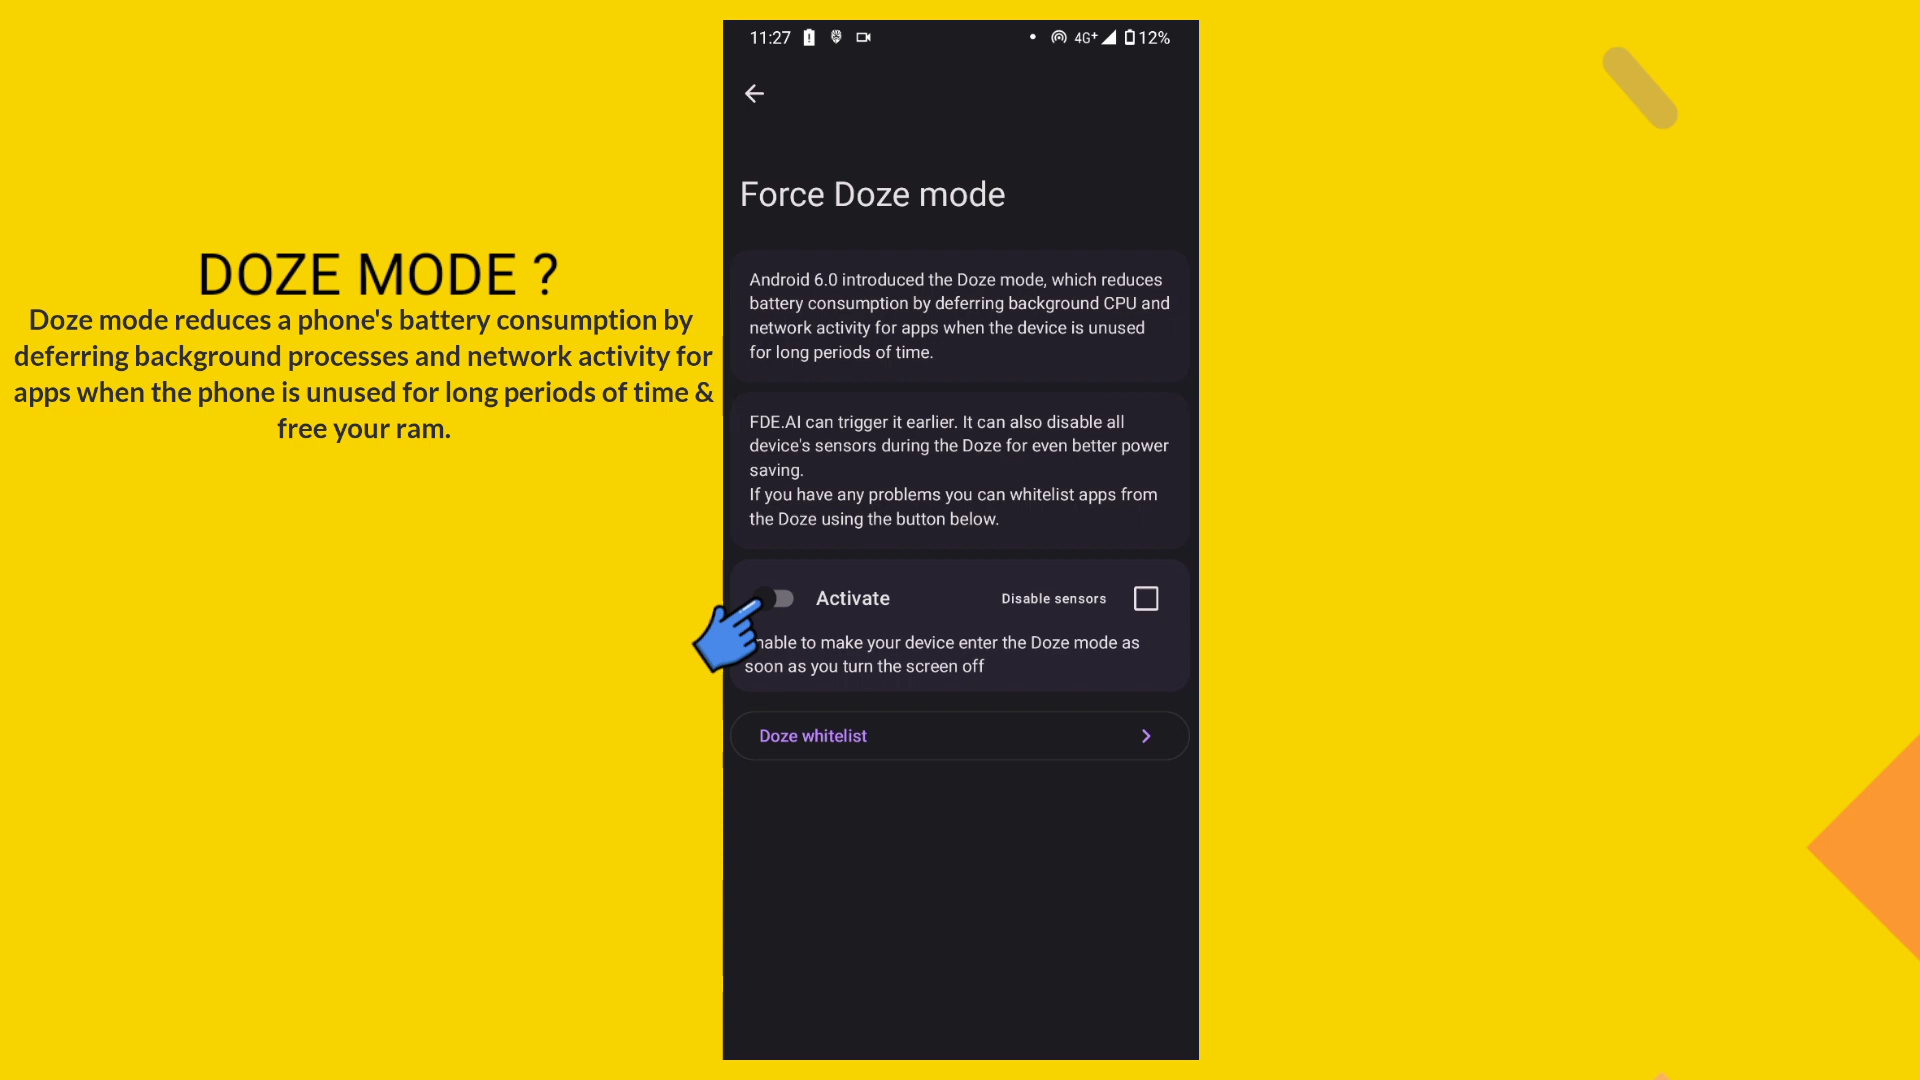 DOZE MODE ?
Doze mode reduces a phone's battery consumption by
deferring background processes and network activity for
apps when the phone is unused for long periods of time &
free your ram.
11:27
4G+
12%
Force Doze mode
Android 6.0 introduced the Doze mode, which reduces
battery consumption by deferring background CPU and
network activity for apps when the device is unused
for long periods of time.
FDE.AI can trigger it earlier. It can also disable all
device's sensors during the Doze for even better power
saving.
If you have any problems you can whitelist apps from
the Doze using the button below.
Activate
Disable sensors
to make your device enter the Doze mode as
soon as you turn the screen off
Doze whitelist